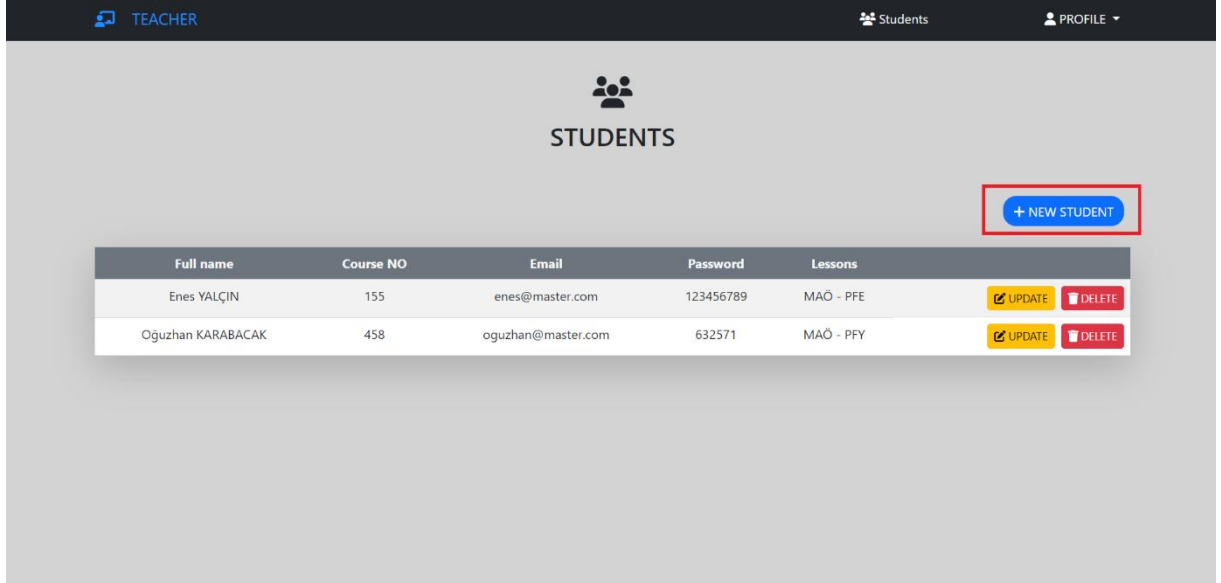 TEACHER Students PROFILE
STUDENTS
+ NEW STUDENT
Full name Course NO Email Password Lessons
Enes YALÇIN 155 enes@master.com 123456789 MAÖ - PFE UPDATE DELETE
Oğuzhan KARABACAK 458 oguzhan@master.com 632571 MAÖ - PFY UPDATE DELETE